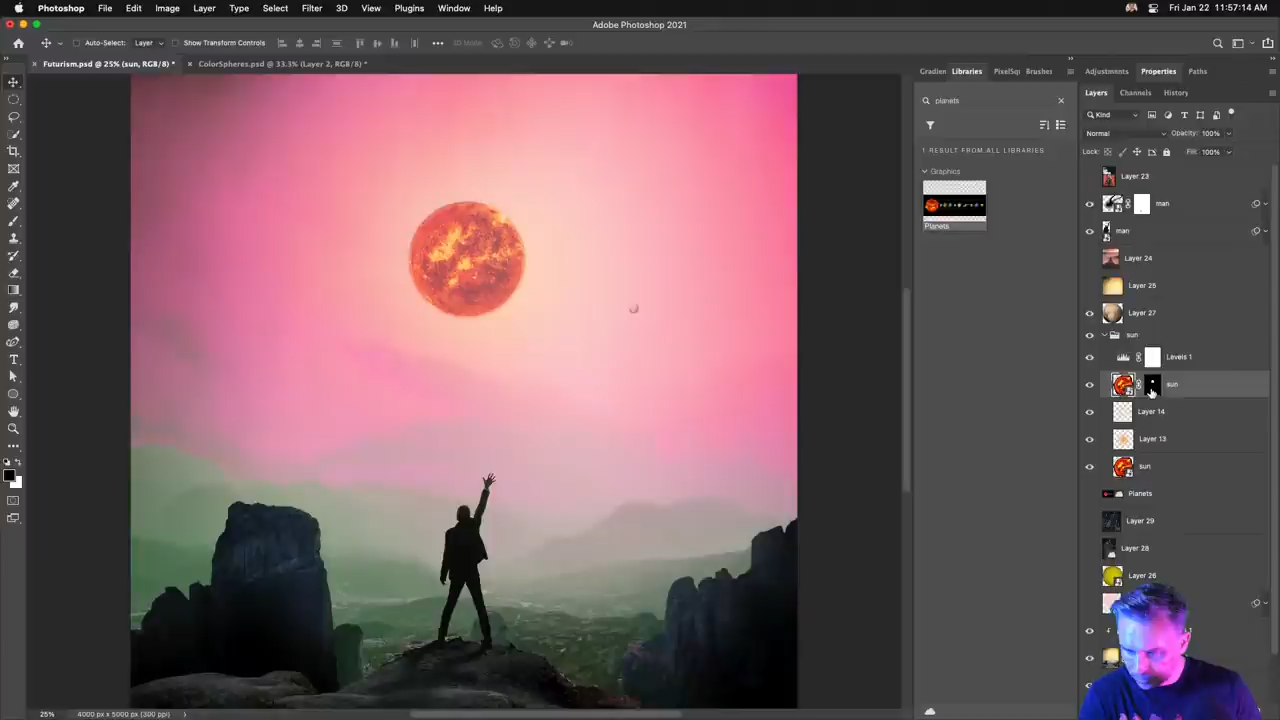 Photoshop File Edit Image Layer Type Select Filter 3D View Plugins Window Help Fri Jan 22 11:57:14 AM
Adobe Photoshop 2021
Auto-Select: Layer Show Transform Controls 3D Mode:
Futurism.psd @ 25% (sun, RGB/8) * ColorSpheres.psd @ 33.3% (Layer 2, RGB/8) *
Gradien Libraries PixelSq Brushes Adjustments Properties Paths
Layers Channels History
planets
Kind
Normal Opacity: 100%
1 RESULT FROM ALL LIBRARIES
Lock: Fill: 100%
Graphics
Planets
Layer 23
man
man
Layer 24
Layer 25
Layer 27
sun
Levels 1
sun
Layer 14
Layer 13
sun
Planets
Layer 29
Layer 28
Layer 26
25% 4000 px x 5000 px (300 ppi)